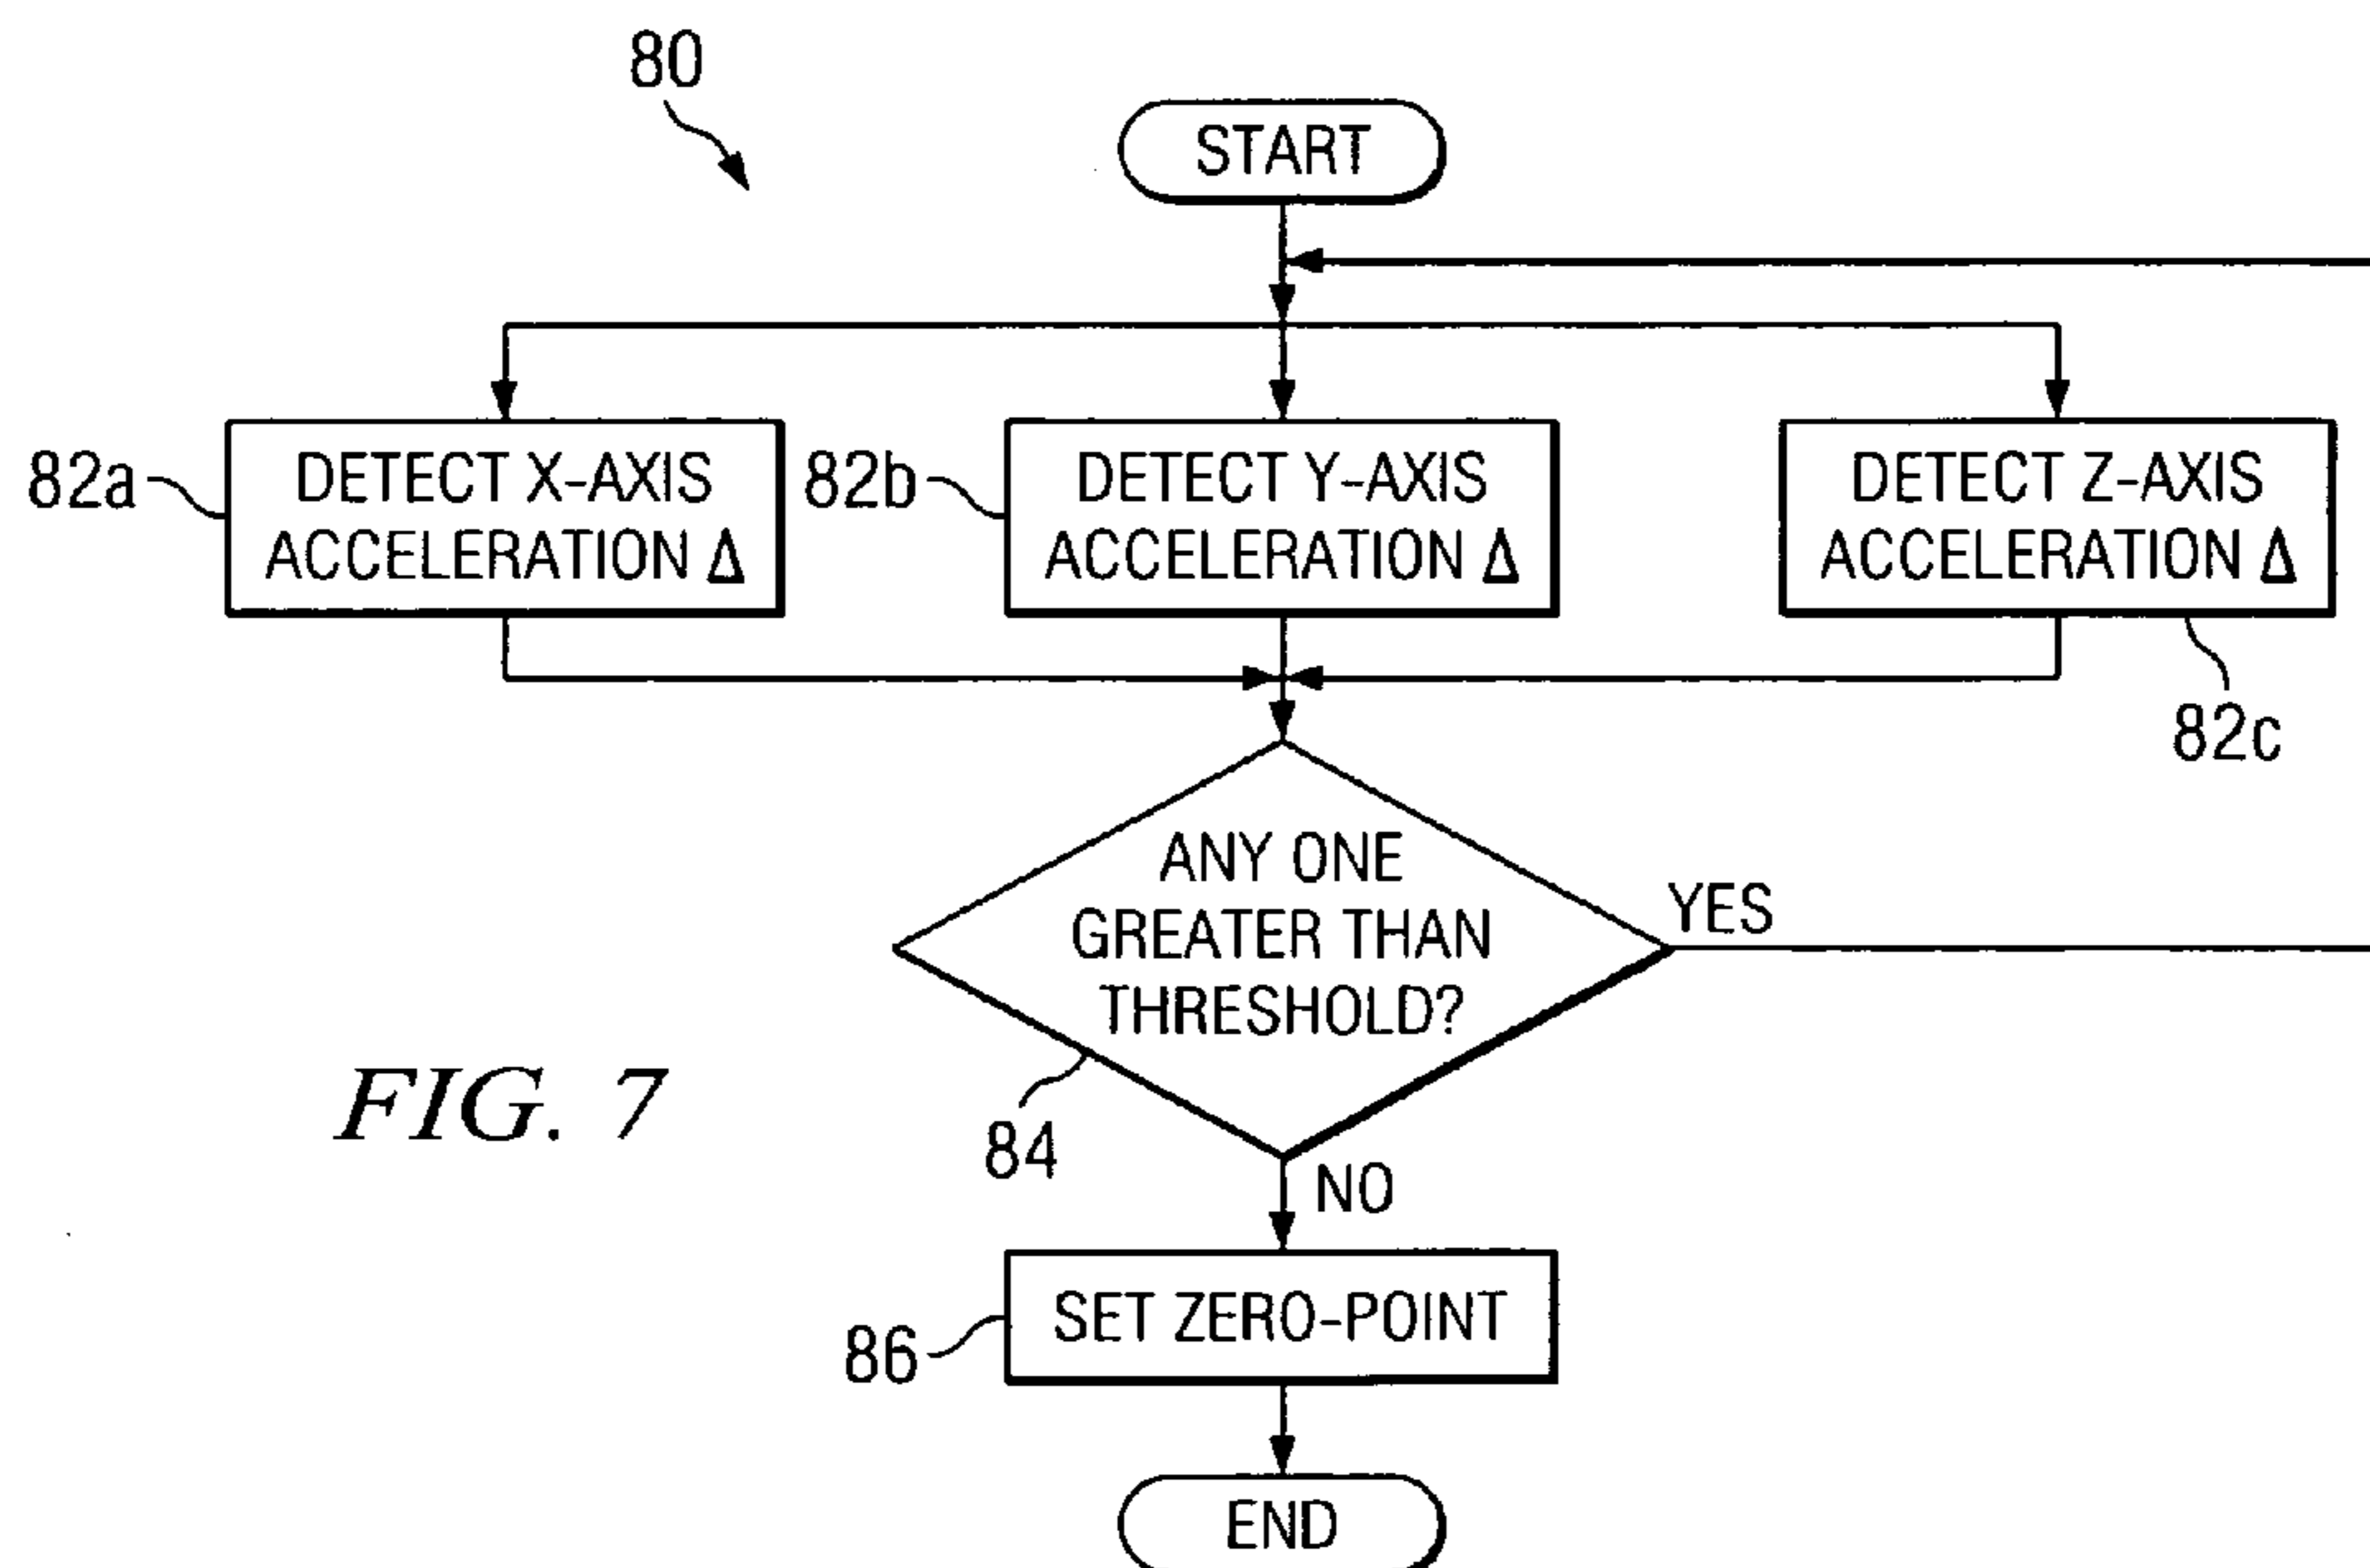 80
START
82a
DETECT X-AXIS
ACCELERATION Δ
82b
DETECT Y-AXIS
ACCELERATION Δ
DETECT Z-AXIS
ACCELERATION Δ
82c
ANY ONE
GREATER THAN
THRESHOLD?
YES
84
NO
FIG. 7
86
SET ZERO-POINT
END